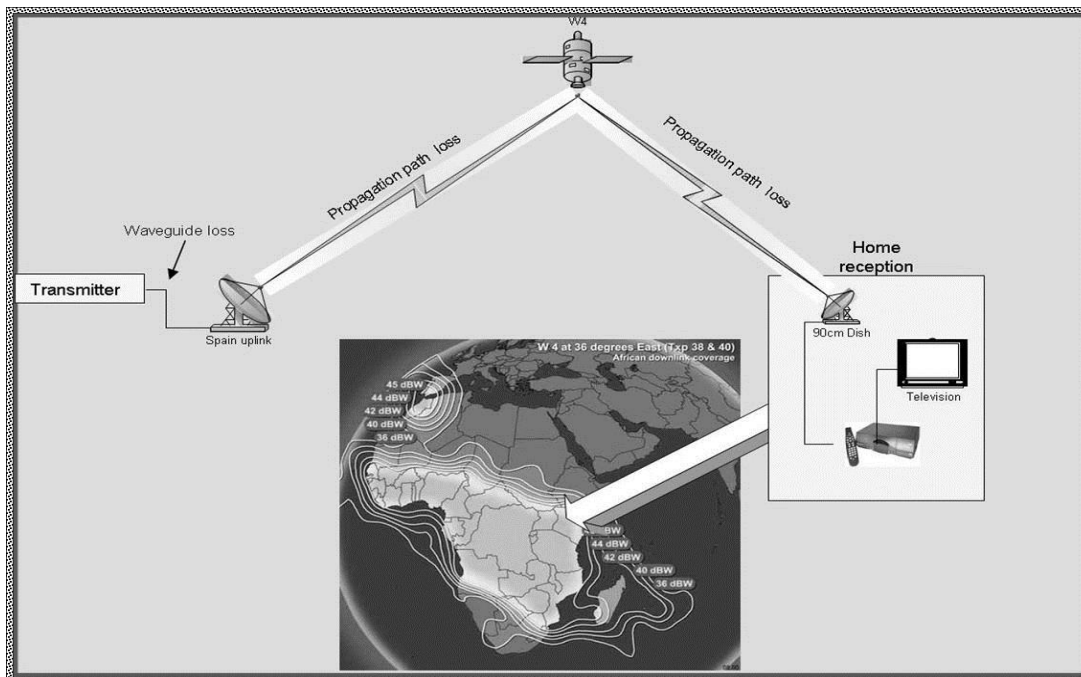 W4
Propagation path loss
Propagation path loss
Waveguide loss
Transmitter
Spain uplink
Home
reception
90cm Dish
Television
W 4 at 36 degrees East (Txp 38 & 40)
African downlink coverage
45 dBW
44 dBW
42 dBW
40 dBW
36 dBW
BW
44 dBW
42 dBW
40 dBW
36 dBW